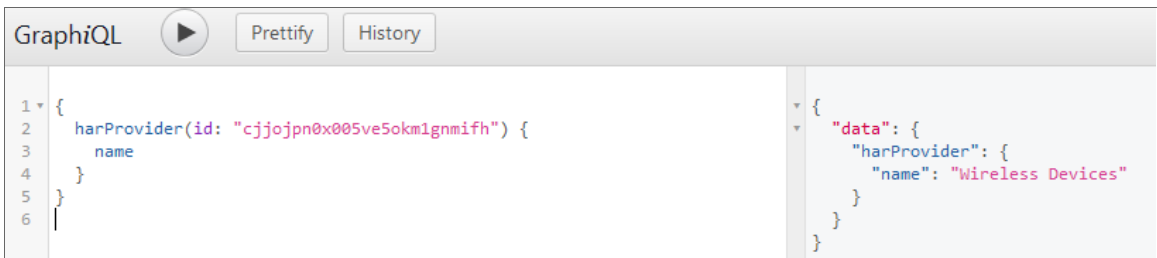 GraphiQL Prettify History
1 {
2 harProvider(id: "cjjojpn0x005ve5okm1gnmifh") {
3 name
4 }
5 }
6
{
"data": {
"harProvider": {
"name": "Wireless Devices"
}
}
}